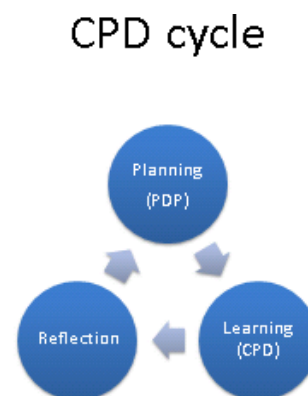 CPD cycle
Planning
(PDP)
Learning
(CPD)
Reflection